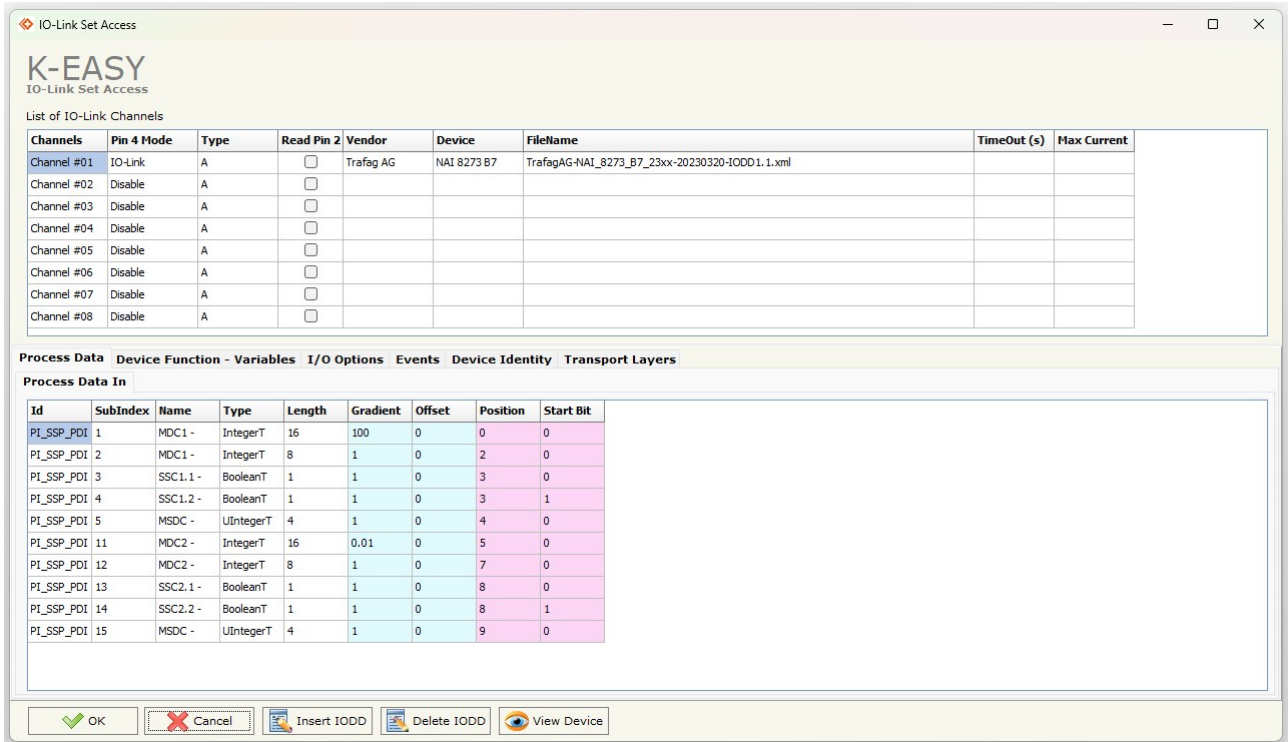 IO-Link Set Access
K-EASY
IO-Link Set Access
List of IO-Link Channels
Channels Pin 4 Mode Type Read Pin 2 Vendor Device FileName TimeOut (s) Max Current
Channel #01 IO-Link A Trafag AG NAI 8273 B7 TrafagAG-NAI_8273_B7_23xx-20230320-IODD1.1.xml
Channel #02 Disable A
Channel #03 Disable A
Channel #04 Disable A
Channel #05 Disable A
Channel #06 Disable A
Channel #07 Disable A
Channel #08 Disable A
Process Data Device Function - Variables I/O Options Events Device Identity Transport Layers
Process Data In
Id SubIndex Name Type Length Gradient Offset Position Start Bit
PI_SSP_PDI 1 MDC1 - IntegerT 16 100 0 0 0
PI_SSP_PDI 2 MDC1 - IntegerT 8 1 0 2 0
PI_SSP_PDI 3 SSC1.1 - BooleanT 1 1 0 3 0
PI_SSP_PDI 4 SSC1.2 - BooleanT 1 1 0 3 1
PI_SSP_PDI 5 MSDC - UIntegerT 4 1 0 4 0
PI_SSP_PDI 11 MDC2 - IntegerT 16 0.01 0 5 0
PI_SSP_PDI 12 MDC2 - IntegerT 8 1 0 7 0
PI_SSP_PDI 13 SSC2.1 - BooleanT 1 1 0 8 0
PI_SSP_PDI 14 SSC2.2 - BooleanT 1 1 0 8 1
PI_SSP_PDI 15 MSDC - UIntegerT 4 1 0 9 0
OK Cancel Insert IODD Delete IODD View Device